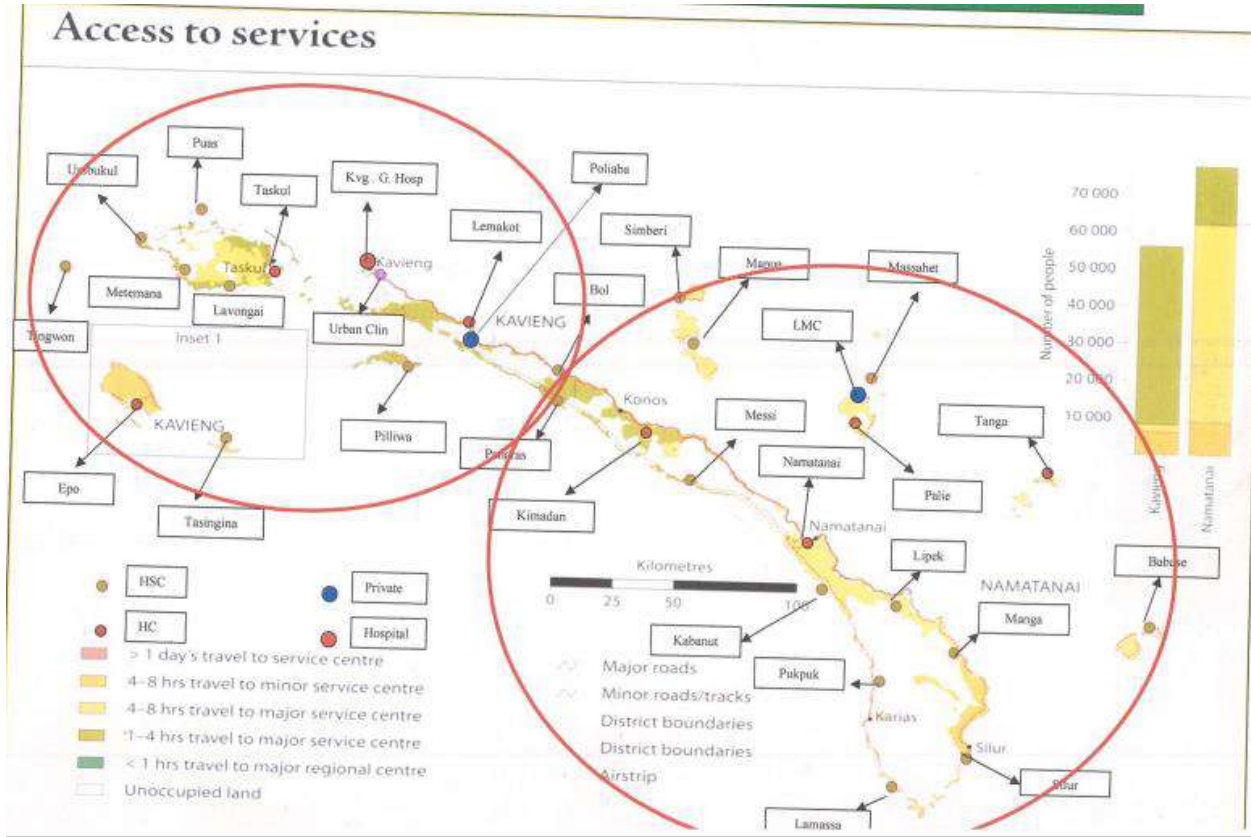 Access to services
Puas
Umbukul
Taskul
Kvg . G. Hosp
Poliaba
Lemakot
Simberi
Mapua
Massahet
Taskul
Kavieng
Metemana
Lavongai
Urban Clin
KAVIENG
Bol
LMC
Tingwon
Inset 1
Konos
Messi
Tanga
KAVIENG
Pilliwa
Panaras
Namatanai
Palie
Epo
Tasingina
Kimadan
Namatanai
Lipek
NAMATANAI
Babase
Kabanut
Manga
Pukpuk
Karias
Silur
Silur
Lamassa
Number of people
70 000
60 000
50 000
40 000
30 000
20 000
10 000
Kavieng
Namatanai
HSC
Private
HC
Hospital
> 1 day's travel to service centre
4–8 hrs travel to minor service centre
4–8 hrs travel to major service centre
1–4 hrs travel to major service centre
< 1 hrs travel to major regional centre
Unoccupied land
Kilometres
0 25 50 100
Major roads
Minor roads/tracks
District boundaries
District boundaries
Airstrip